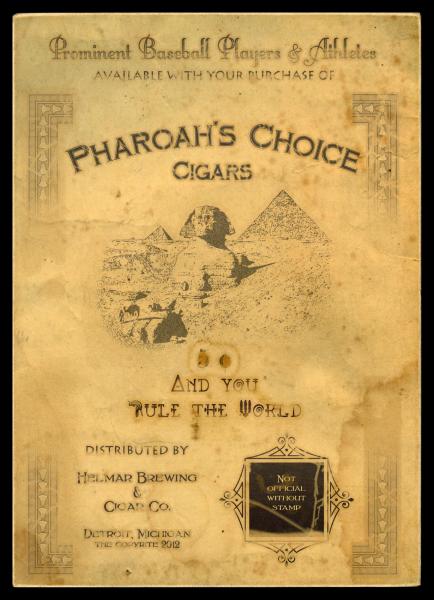 Prominent Baseball Players & Athletes
AVAILABLE WITH YOUR PURCHASE OF
PHAROAH'S CHOICE
CIGARS
AND YOU
RULE THE WORLD
DISTRIBUTED BY
HELMAR BREWING
&
CIGAR CO.
DETROIT, MICHIGAN
THE COPYRITE 2012
NOT
OFFICIAL
WITHOUT
STAMP